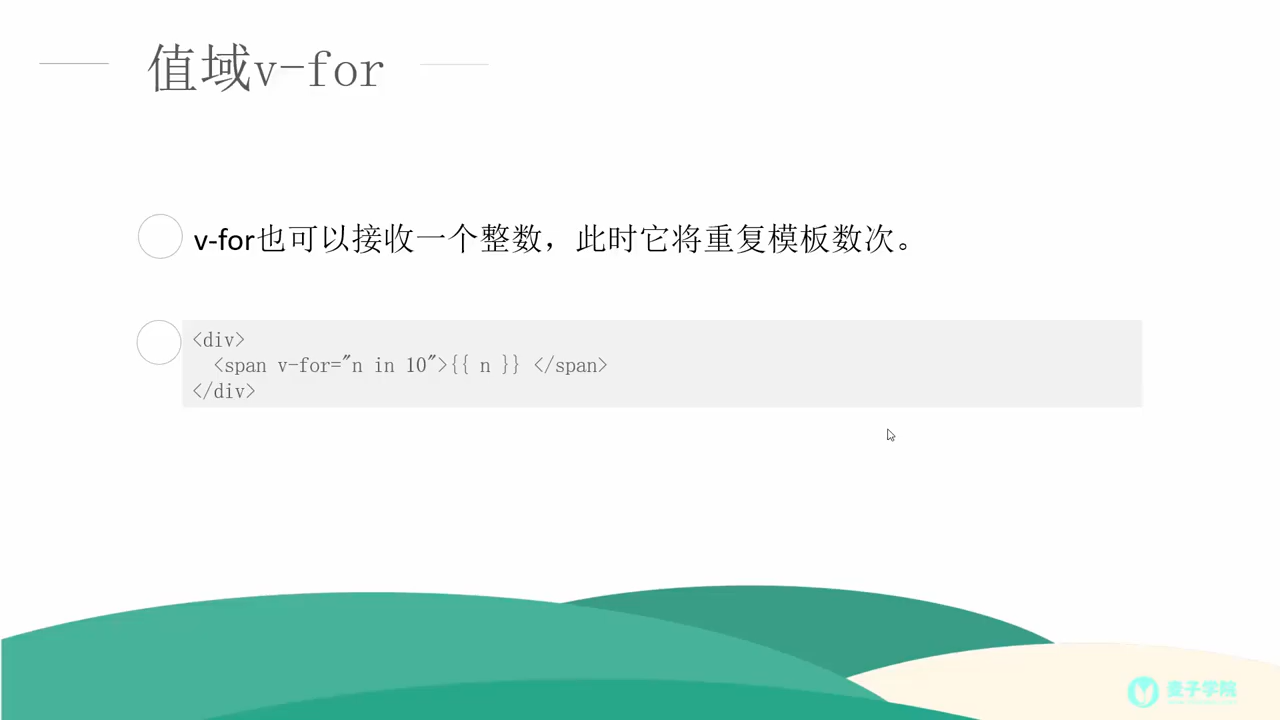 值域v-for
v-for也可以接收一个整数，此时它将重复模板数次。
<div>
  <span v-for="n in 10">{{ n }} </span>
</div>
麦子学院